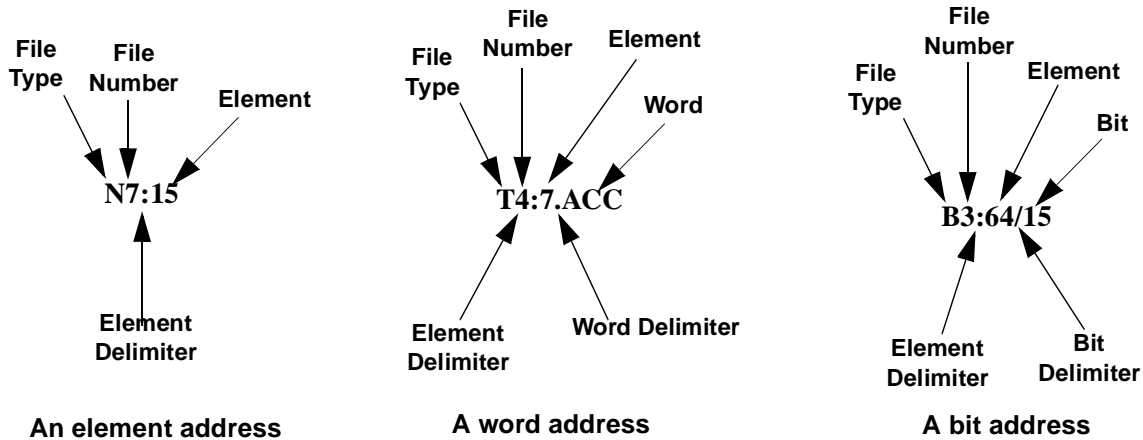 File
Type
File
Number
Element
N7:15
Element
Delimiter
An element address
File
Type
File
Number
Element
Word
T4:7.ACC
Element
Delimiter
Word Delimiter
A word address
File
Type
File
Number
Element
Bit
B3:64/15
Element
Delimiter
Bit
Delimiter
A bit address